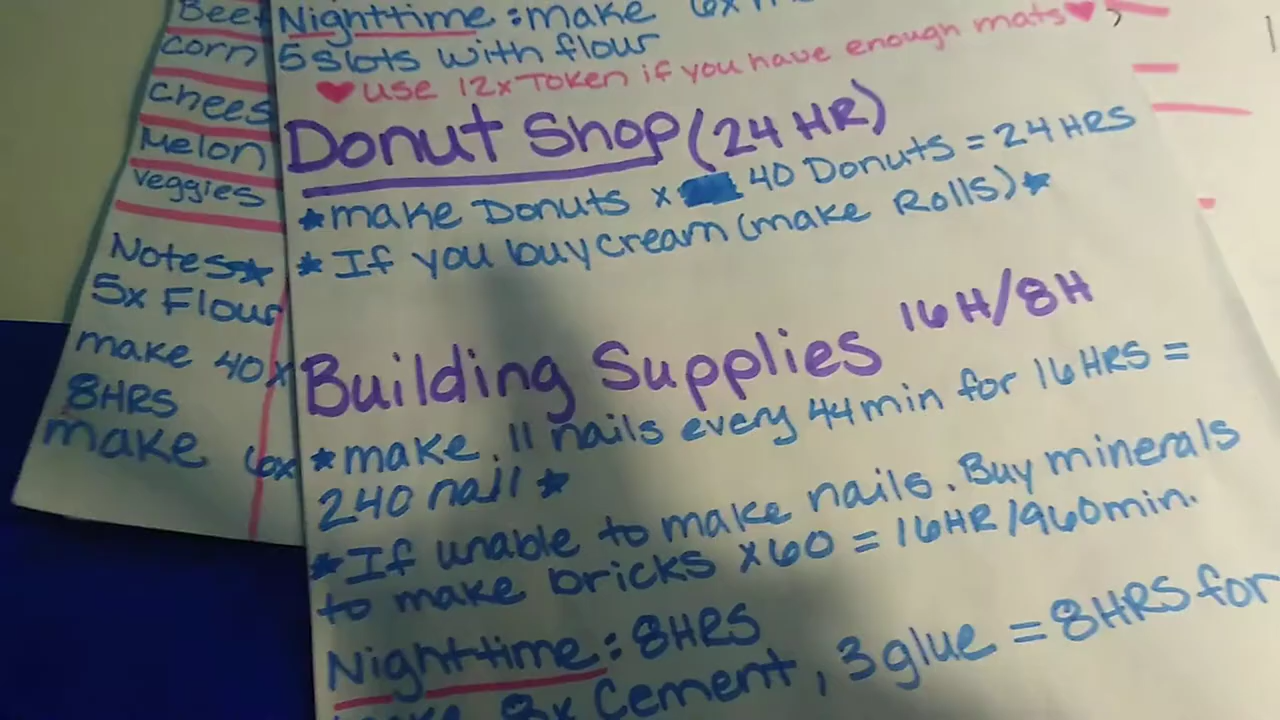 Beef
corn
Chees
Melon
veggies
Notes
5x Flour
make 40x
8HRS
make 6x
Nighttime: make 6x
5 slots with flour
♥ use 12x Token if you have enough mats ♥
Donut Shop (24 HR)
★ make Donuts x 40 Donuts = 24 HRS
★ If you buy cream (make Rolls) ★
Building Supplies 16H/8H
★ make 11 nails every 44 min for 16 HRS =
240 nail ★
★ If unable to make nails. Buy minerals
to make bricks x60 = 16HR/960min.
Nighttime: 8HRS
8x Cement, 3 glue = 8HRS for